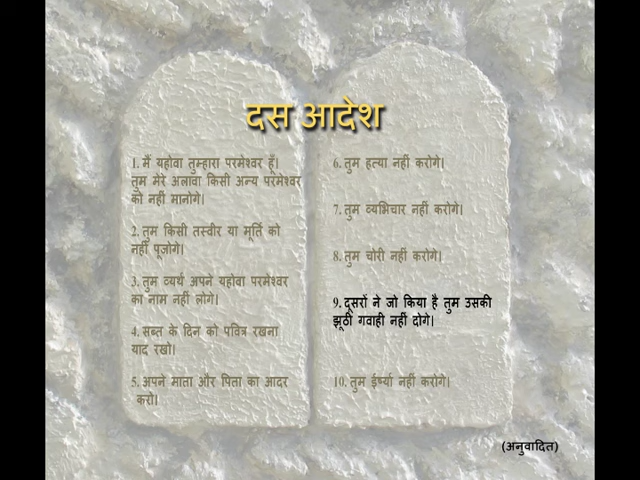 दस आदेश
1. मैं यहोवा तुम्हारा परमेश्वर हूँ।
तुम मेरे अलावा किसी अन्य परमेश्वर
को नहीं मानोगे।
2. तुम किसी तस्वीर या मूर्ति को
नहीं पूजोगे।
3. तुम व्यर्थ अपने यहोवा परमेश्वर
का नाम नहीं लोगे।
4. सब्त के दिन को पवित्र रखना
याद रखो।
5. अपने माता और पिता का आदर
करो।
6. तुम हत्या नहीं करोगे।
7. तुम व्यभिचार नहीं करोगे।
8. तुम चोरी नहीं करोगे।
9. दूसरों ने जो किया है तुम उसकी
झूठी गवाही नहीं दोगे।
10. तुम ईर्ष्या नहीं करोगे।
(अनुवादित)